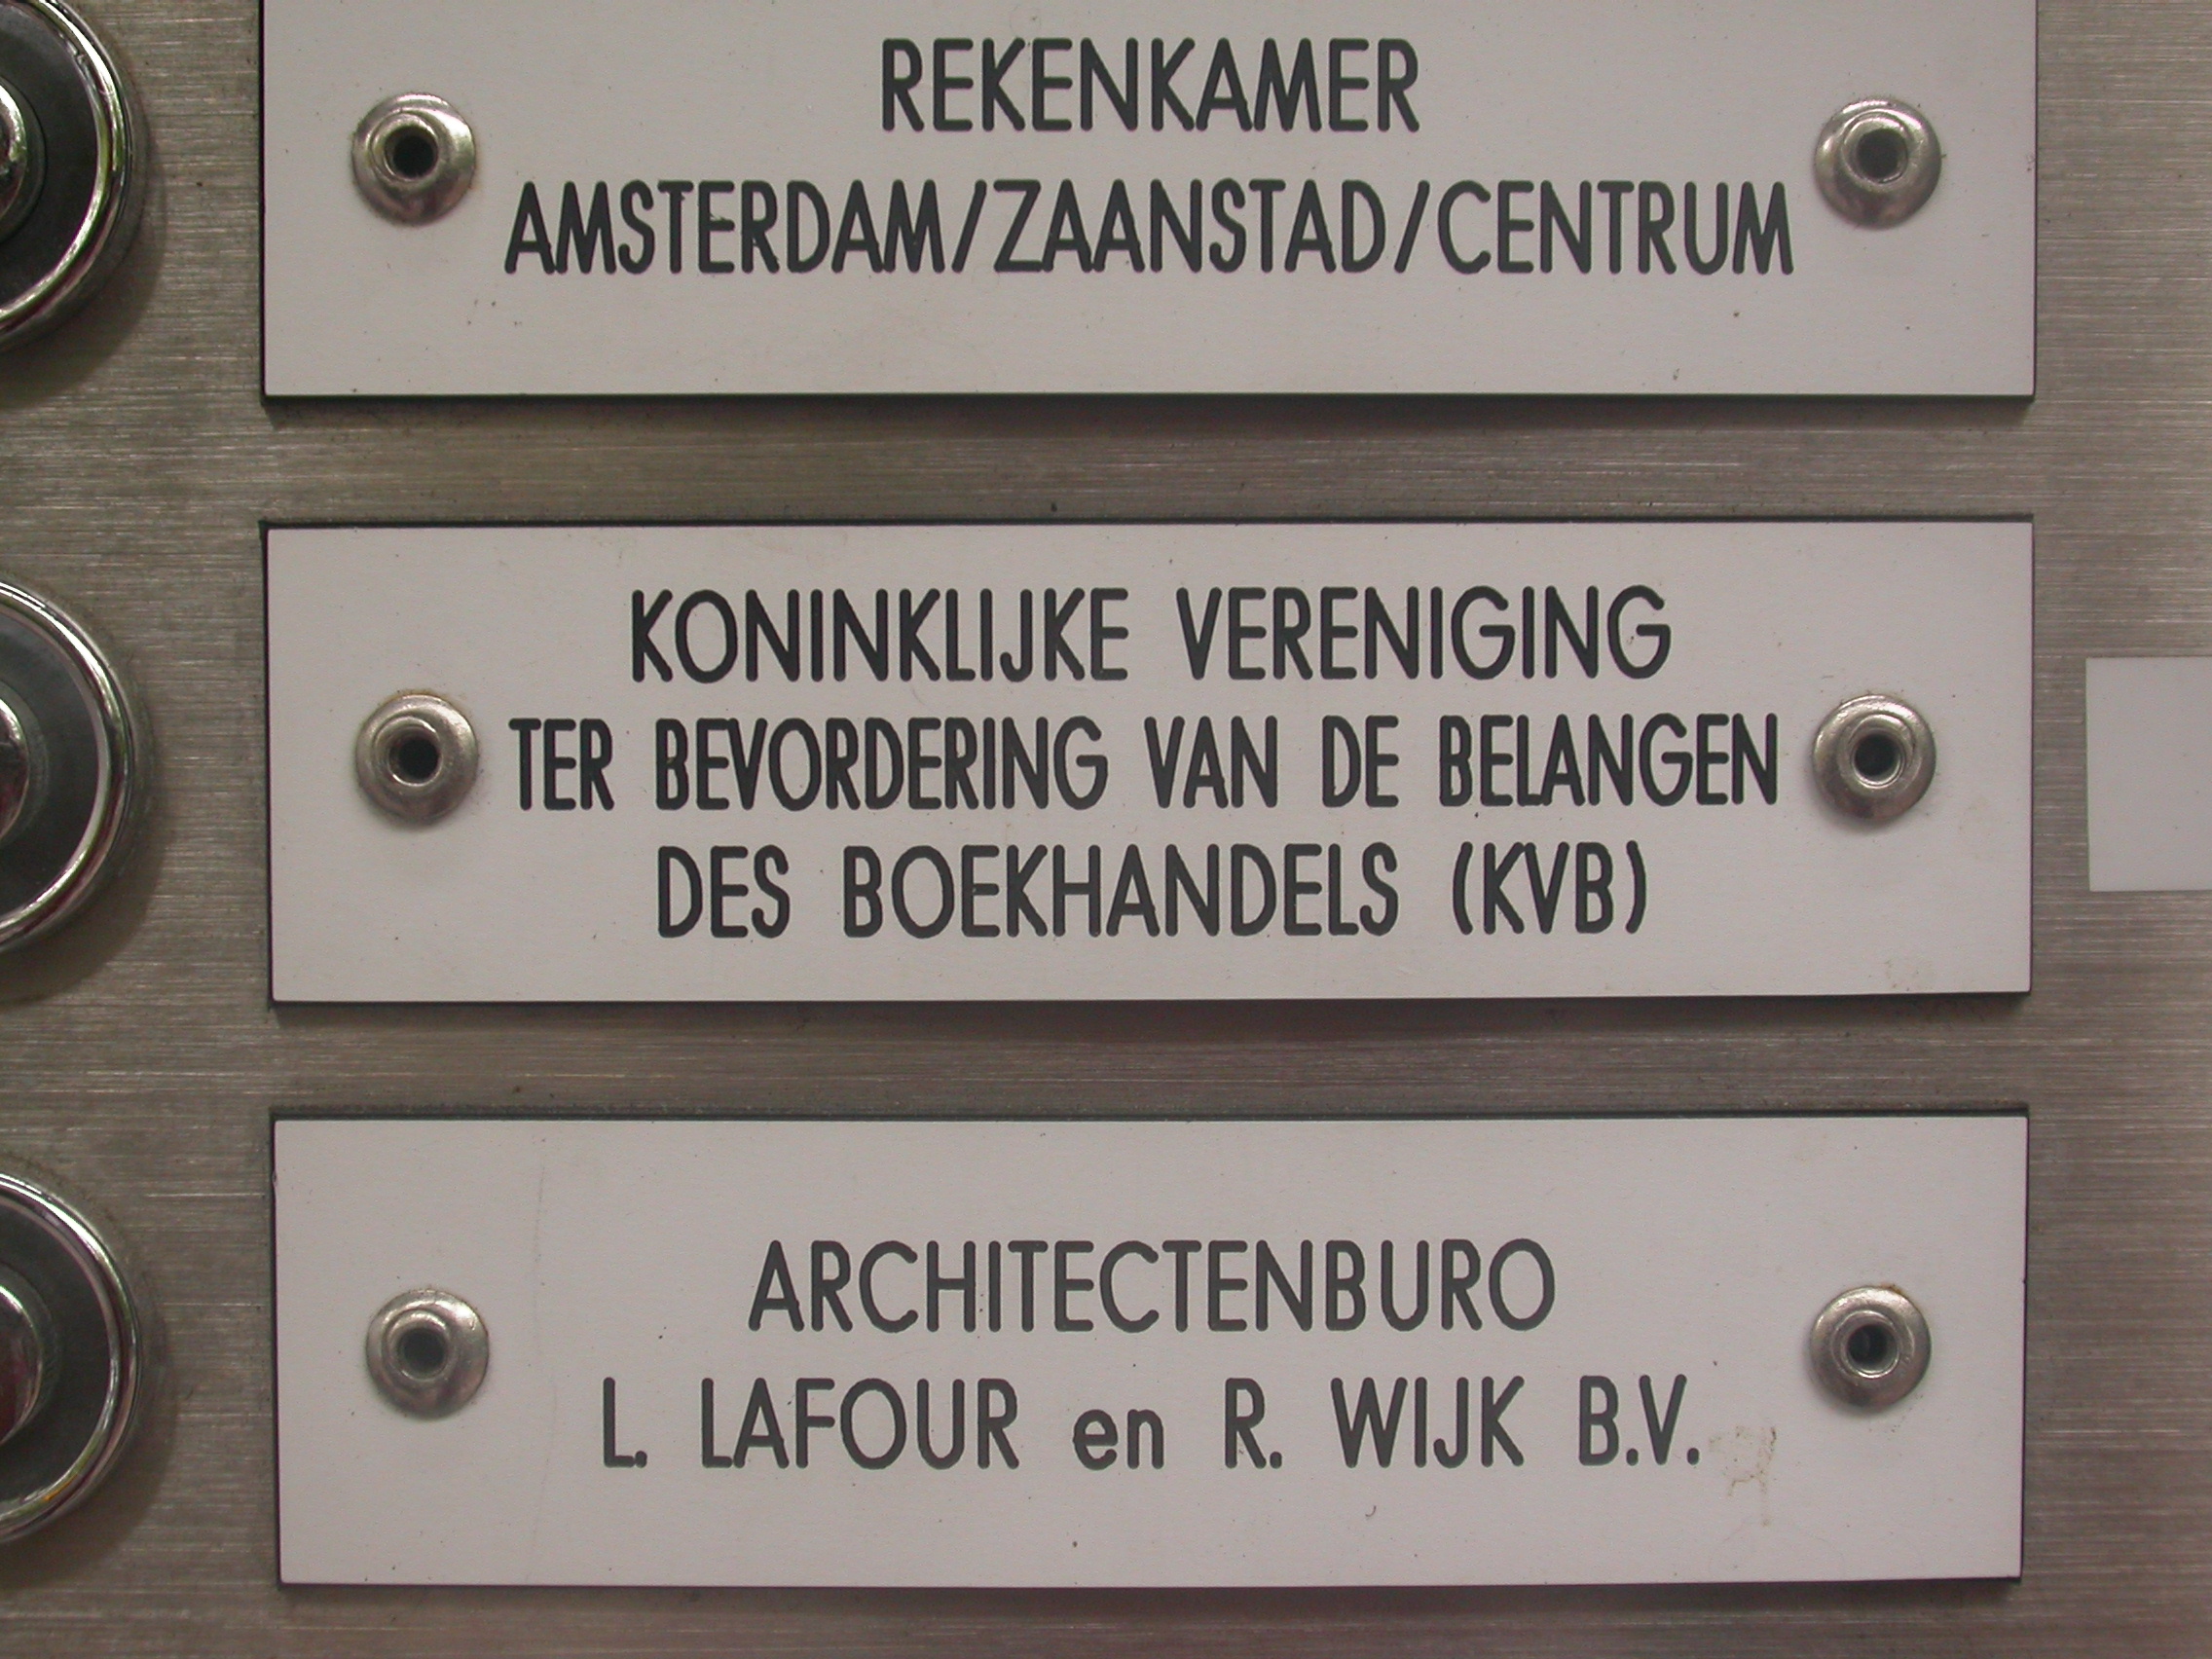 REKENKAMER
AMSTERDAM/ZAANSTAD/CENTRUM
KONINKLIJKE VERENIGING
TER BEVORDERING VAN DE BELANGEN
DES BOEKHANDELS (KVB)
ARCHITECTENBURO
L. LAFOUR en R. WIJK B.V.